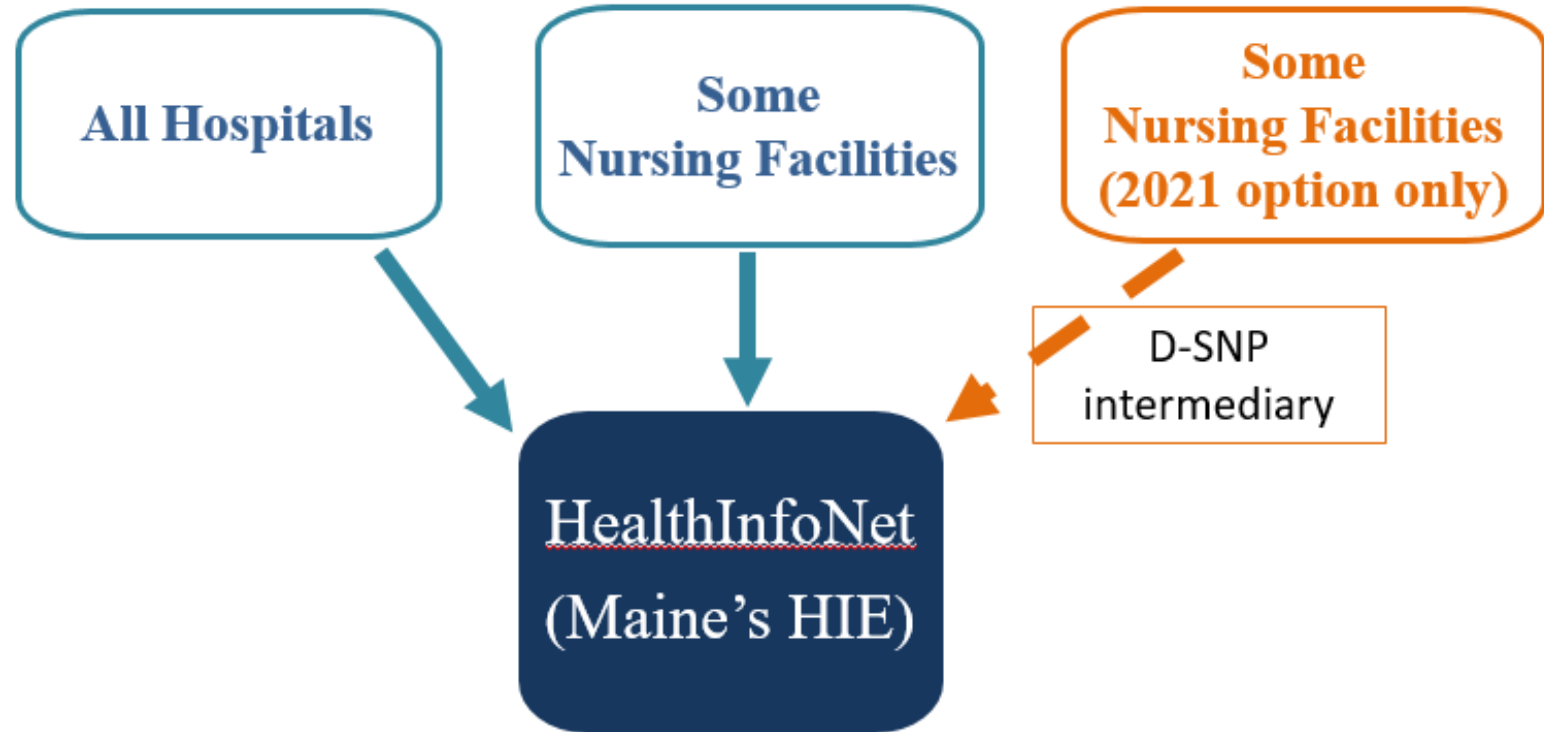 All Hospitals
Some
Nursing Facilities
Some
Nursing Facilities
(2021 option only)
D-SNP
intermediary
HealthInfoNet
(Maine’s HIE)